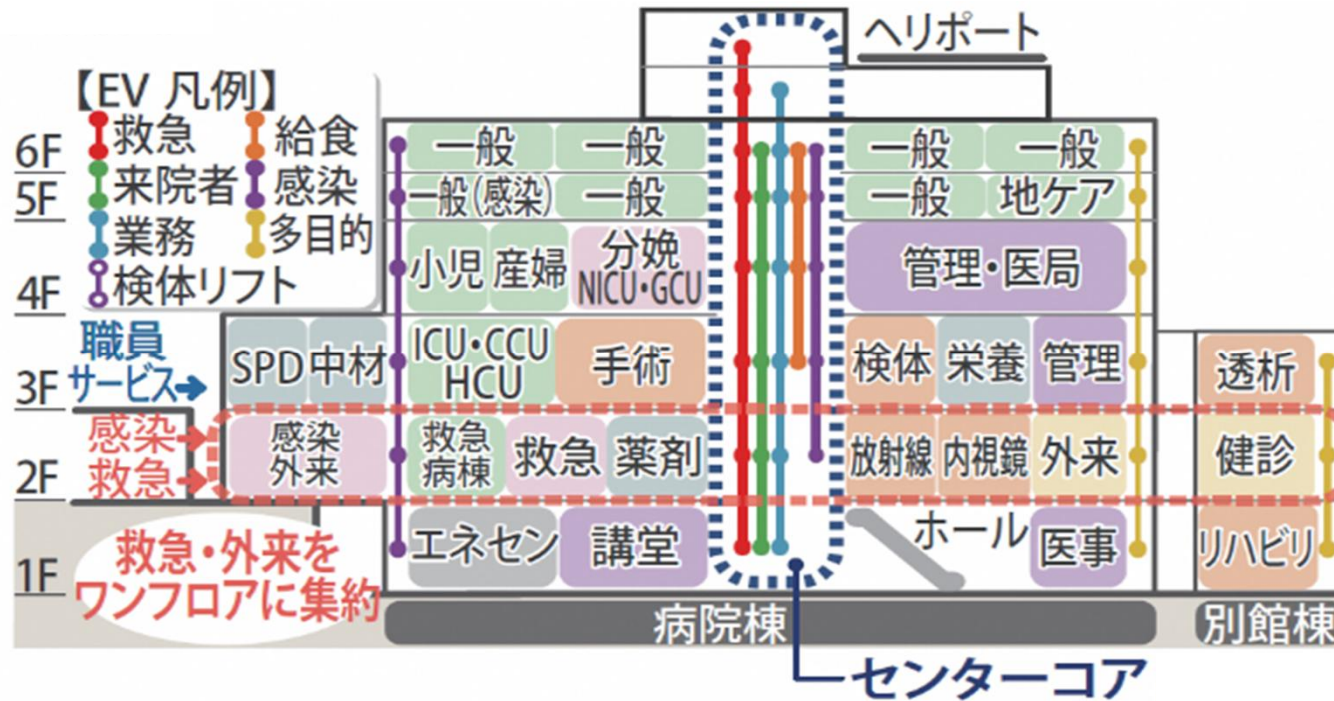 ヘリポート
【EV 凡例】
救急
給食
来院者
感染
業務
多目的
検体リフト
6F
一般
一般
一般
一般
5F
一般(感染)
一般
一般
地ケア
4F
小児
産婦
分娩
NICU・GCU
管理・医局
職員
サービス
3F
SPD
中材
ICU・CCU
HCU
手術
検体
栄養
管理
透析
感染
救急
2F
感染
外来
救急
病棟
救急
薬剤
放射線
内視鏡
外来
健診
救急・外来を
ワンフロアに集約
1F
エネセン
講堂
ホール
医事
リハビリ
病院棟
別館棟
センターコア